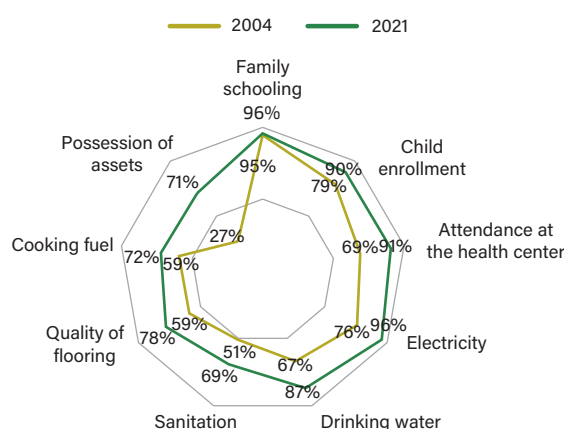 2004
2021
Family
schooling
96%
95%
Child
enrollment
90%
79%
Possession of
assets
71%
27%
Attendance at
the health center
69%
91%
Cooking fuel
72%
59%
Electricity
76%
96%
Quality of
flooring
59%
78%
51%
69%
Sanitation
67%
87%
Drinking water